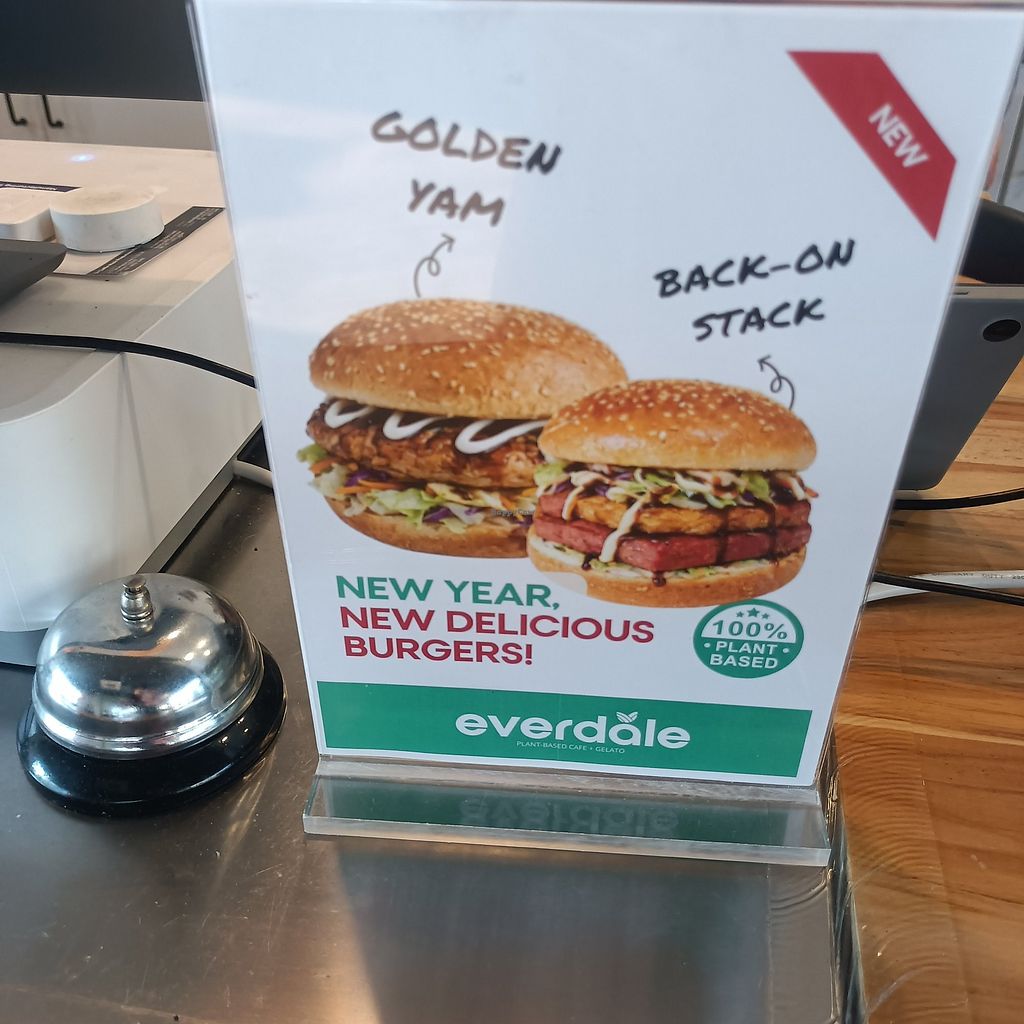 GOLDEN
YAM
NEW
BACK-ON
STACK
NEW YEAR,
NEW DELICIOUS
BURGERS!
100%
PLANT
BASED
everdale
PLANT-BASED CAFE + GELATO